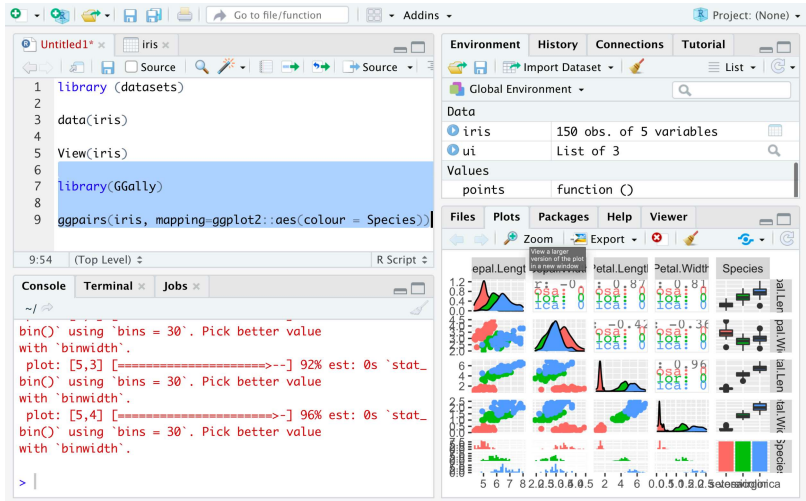 Go to file/function
Addins
Project: (None)
Untitled1*
iris
Source
Source
1 library (datasets)
2
3 data(iris)
4
5 View(iris)
6
7 library(GGally)
8
9 ggpairs(iris, mapping=ggplot2::aes(colour = Species))
9:54 (Top Level) R Script
Console Terminal Jobs
~/
bin()` using `bins = 30`. Pick better value
with `binwidth`.
plot: [5,3] [=====================>--] 92% est: 0s `stat_
bin()` using `bins = 30`. Pick better value
with `binwidth`.
plot: [5,4] [======================>-] 96% est: 0s `stat_
bin()` using `bins = 30`. Pick better value
with `binwidth`.
>
Environment History Connections Tutorial
Import Dataset List
Global Environment
Data
iris 150 obs. of 5 variables
ui List of 3
Values
points function ()
Files Plots Packages Help Viewer
Zoom Export
View a larger
version of the plot
in a new window
epal.Lengt Petal.Lengt Petal.Width Species